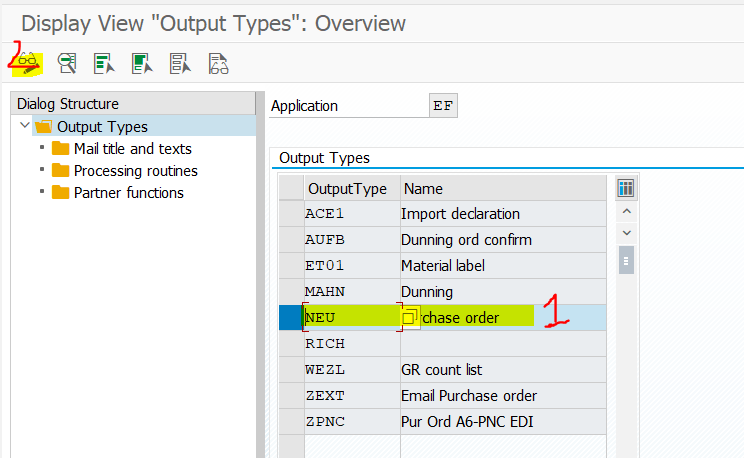 Display View "Output Types": Overview
2
Dialog Structure
Output Types
Mail title and texts
Processing routines
Partner functions
Application EF
Output Types
OutputType Name
ACE1 Import declaration
AUFB Dunning ord confirm
ET01 Material label
MAHN Dunning
NEU rchase order 1
RICH
WEZL GR count list
ZEXT Email Purchase order
ZPNC Pur Ord A6-PNC EDI